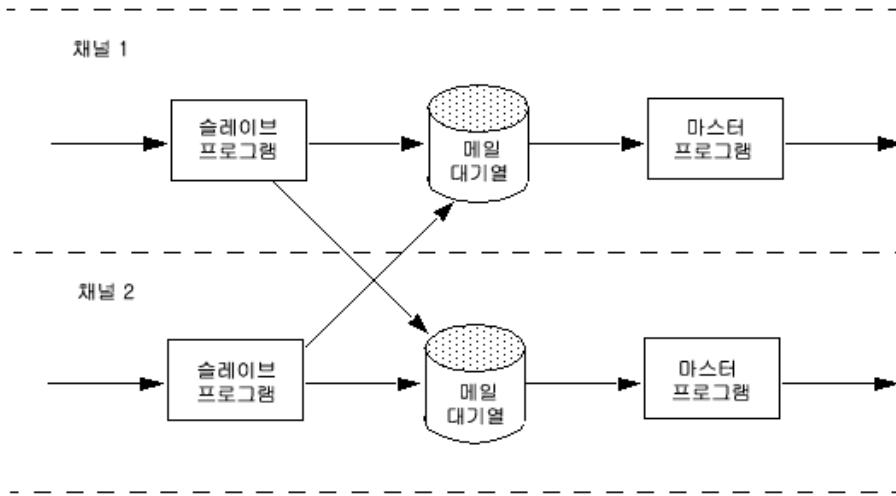 채널 1
슬레이브
프로그램
메일
대기열
마스터
프로그램
채널 2
슬레이브
프로그램
메일
대기열
마스터
프로그램